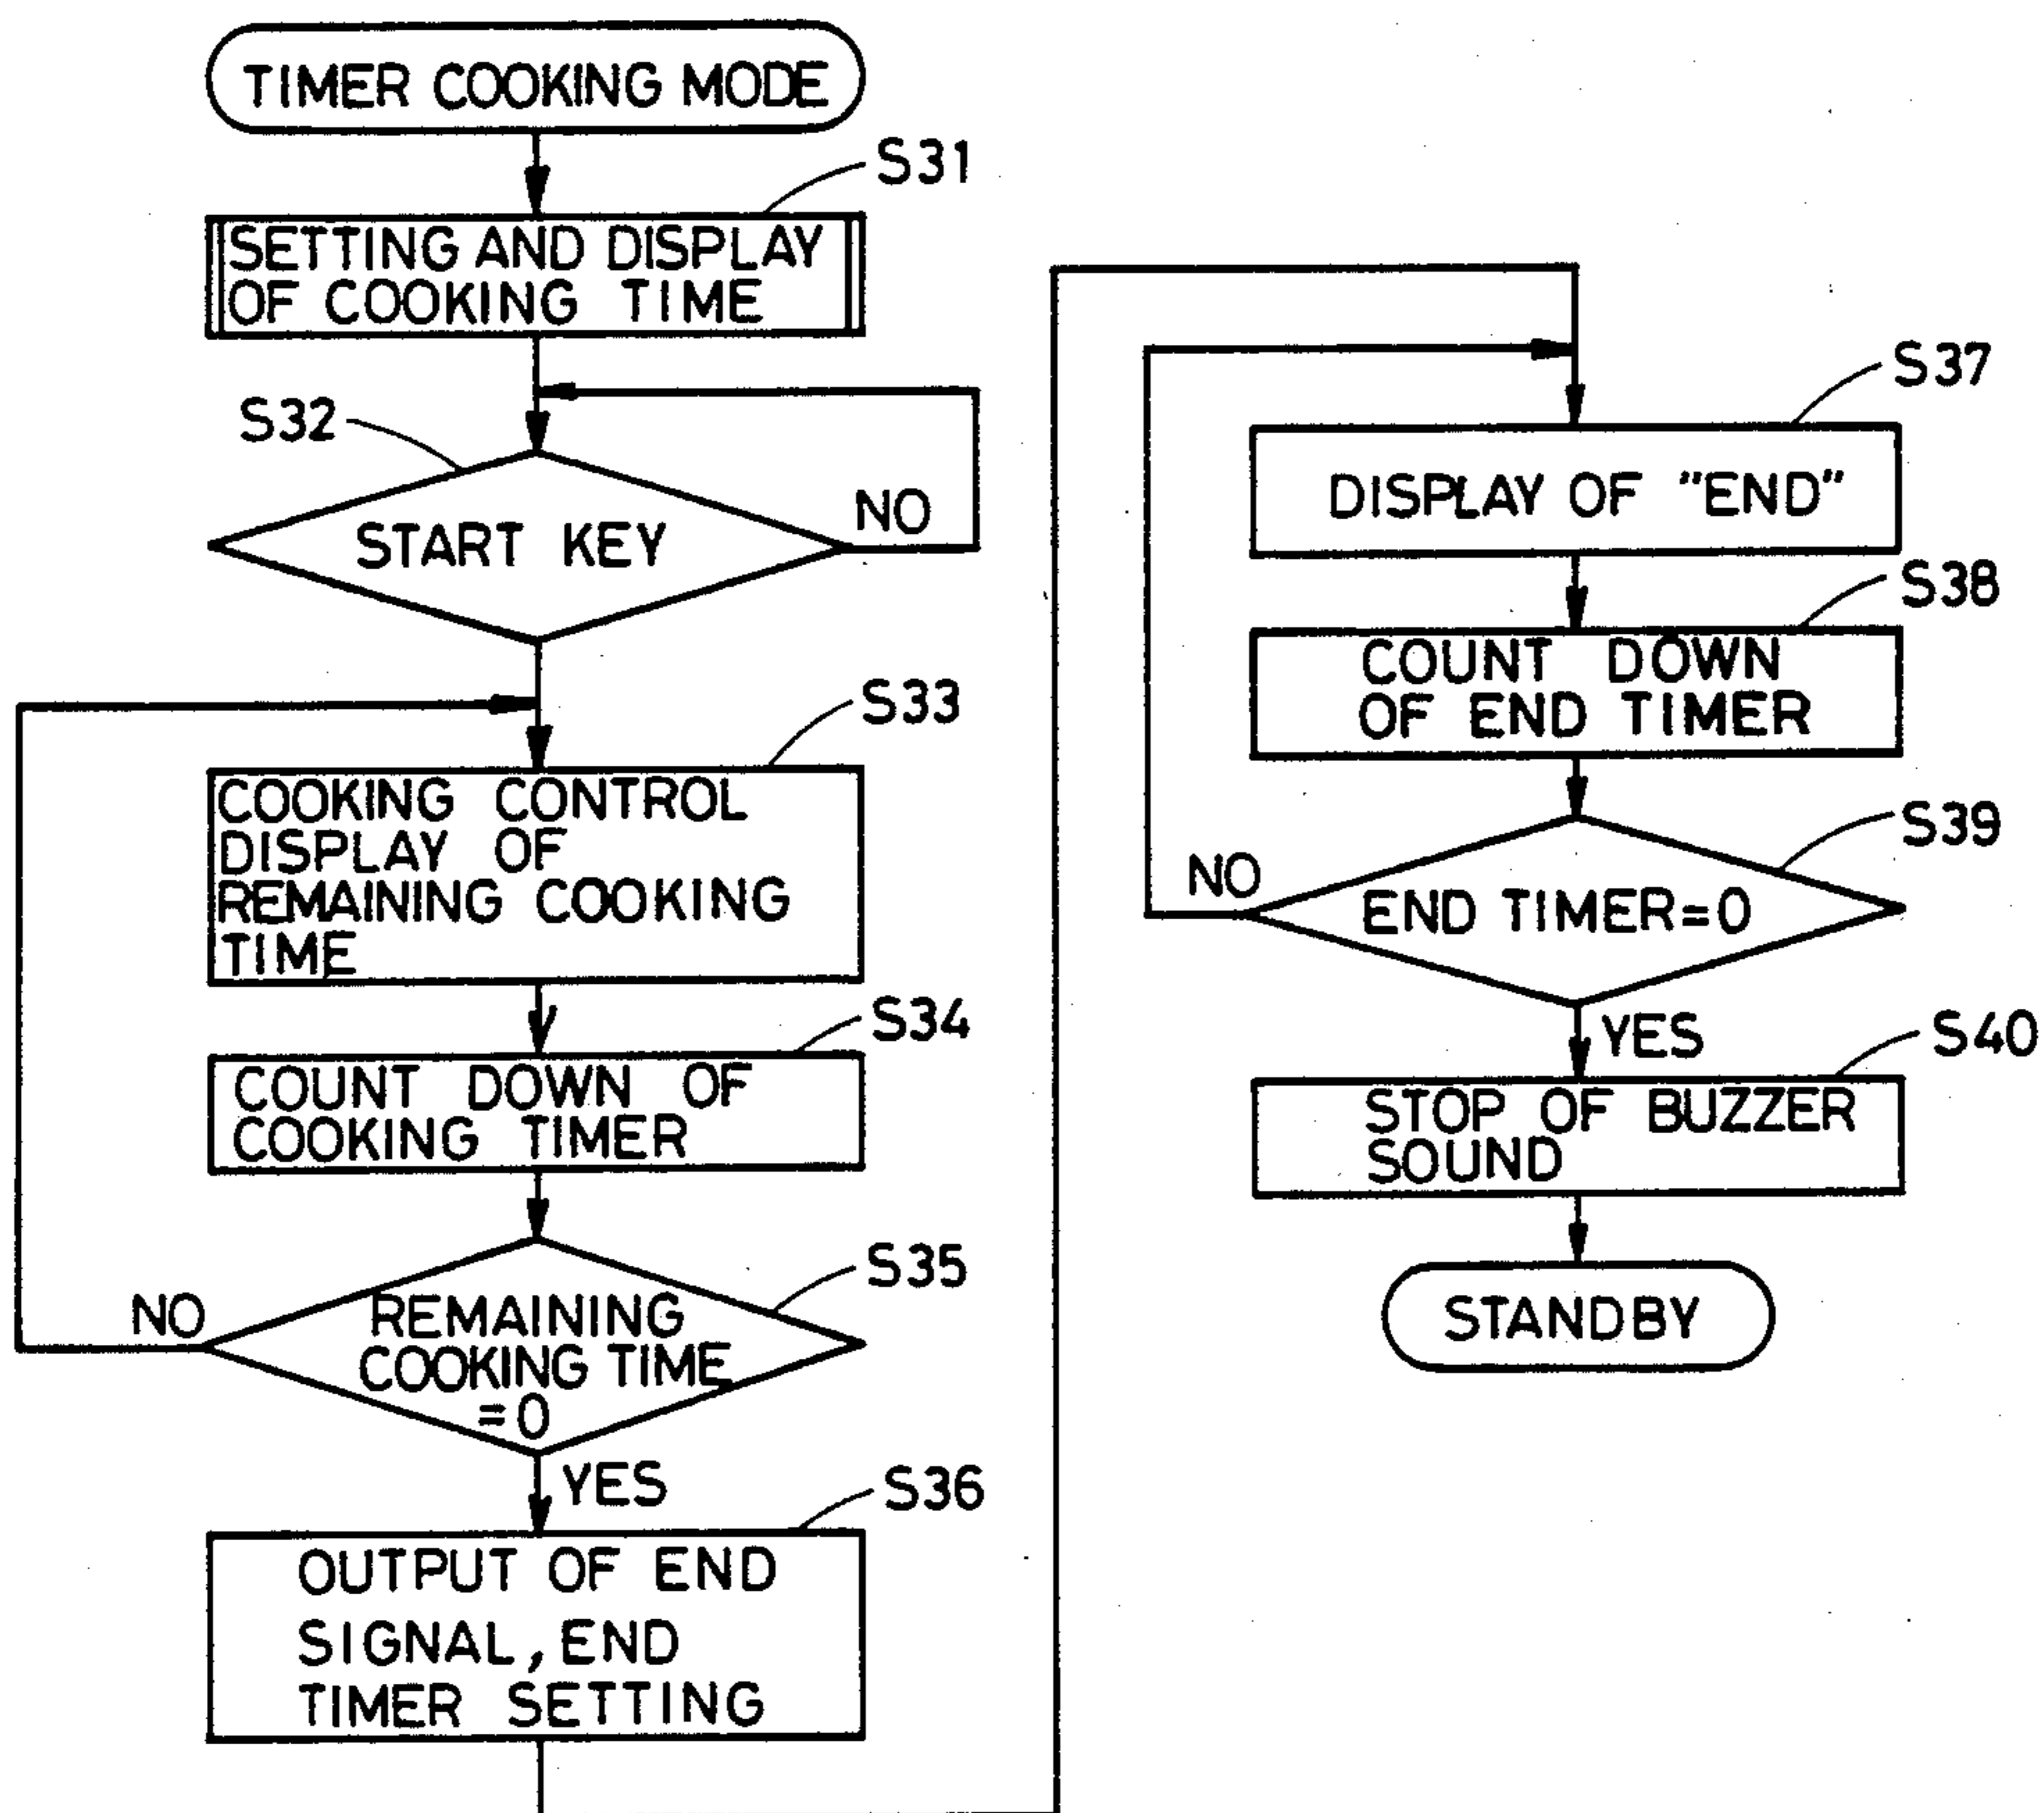 TIMER COOKING MODE
S31
SETTING AND DISPLAY
OF COOKING TIME
S32
START KEY
NO
S33
COOKING CONTROL
DISPLAY OF
REMAINING COOKING
TIME
S34
COUNT DOWN OF
COOKING TIMER
S35
NO
REMAINING
COOKING TIME
=0
YES
S36
OUTPUT OF END
SIGNAL, END
TIMER SETTING
S37
DISPLAY OF "END"
S38
COUNT DOWN
OF END TIMER
S39
NO
END TIMER=0
YES
S40
STOP OF BUZZER
SOUND
STANDBY